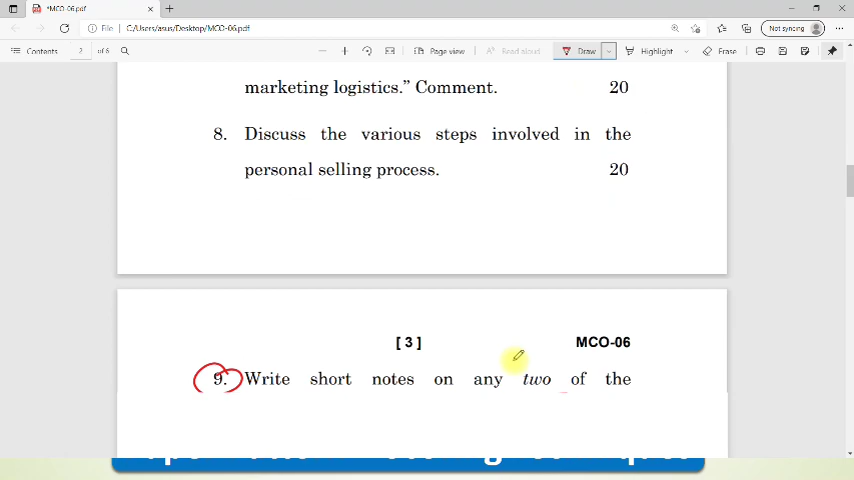 *MCO-06.pdf
File
C:/Users/asus/Desktop/MCO-06.pdf
Not syncing
Contents
2
of 6
Page view
Read aloud
Draw
Highlight
Erase
marketing logistics.” Comment. 20
8. Discuss the various steps involved in the
personal selling process. 20
[ 3 ] MCO-06
9. Write short notes on any two of the